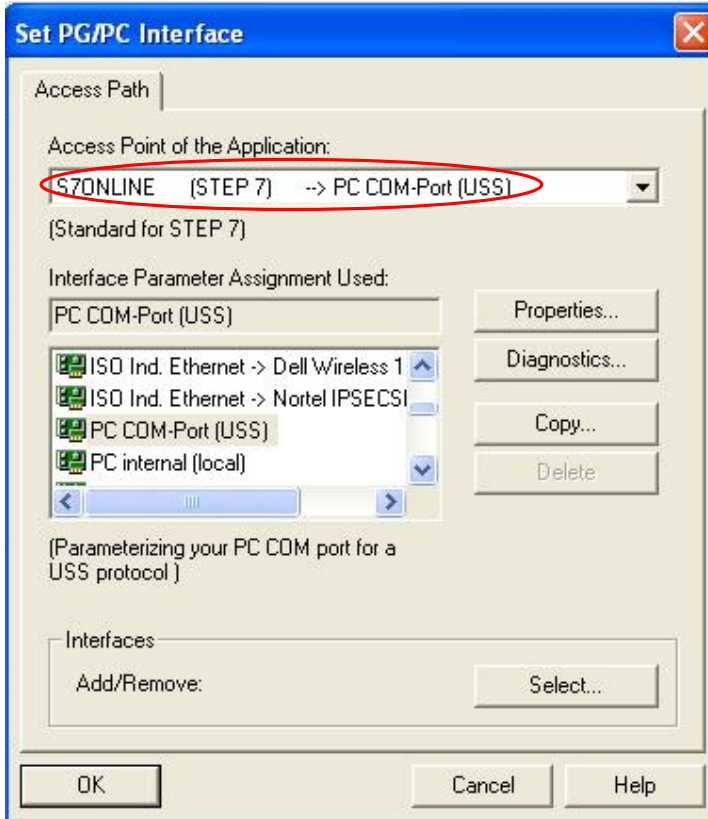 Set PG/PC Interface
Access Path
Access Point of the Application:
S7ONLINE (STEP 7) --> PC COM-Port (USS)
(Standard for STEP 7)
Interface Parameter Assignment Used:
PC COM-Port (USS)
Properties...
Diagnostics...
Copy...
Delete
ISO Ind. Ethernet -> Dell Wireless 1
ISO Ind. Ethernet -> Nortel IPSECSI
PC COM-Port (USS)
PC internal (local)
(Parameterizing your PC COM port for a
USS protocol )
Interfaces
Add/Remove:
Select...
OK
Cancel
Help